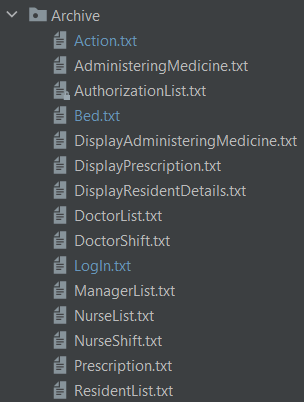 Archive
Action.txt
AdministeringMedicine.txt
AuthorizationList.txt
Bed.txt
DisplayAdministeringMedicine.txt
DisplayPrescription.txt
DisplayResidentDetails.txt
DoctorList.txt
DoctorShift.txt
LogIn.txt
ManagerList.txt
NurseList.txt
NurseShift.txt
Prescription.txt
ResidentList.txt